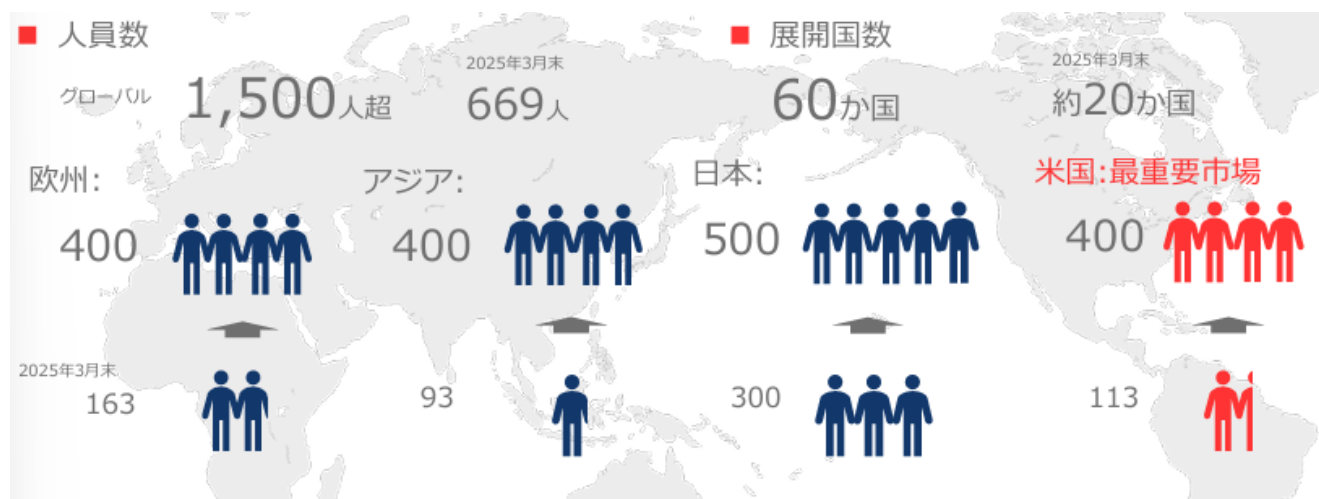 ■ 人員数
グローバル 1,500人超
2025年3月末
669人
■ 展開国数
60か国
2025年3月末
約20か国
欧州:
400
アジア:
400
日本:
500
米国:最重要市場
400
2025年3月末
163
93
300
113